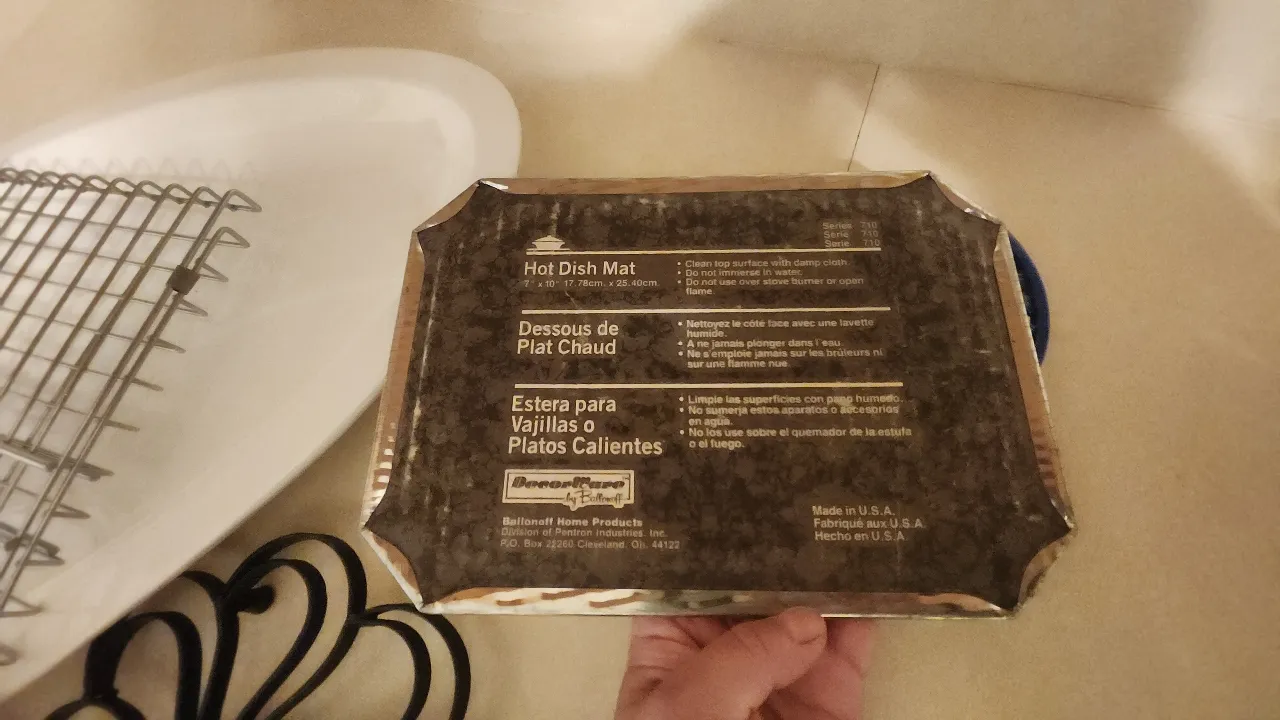 Series 710
Serie 710
Serie 710
Hot Dish Mat
7" x 10" 17.78cm. x 25.40cm.
• Clean top surface with damp cloth.
• Do not immerse in water.
• Do not use over stove burner or open
flame.
Dessous de
Plat Chaud
• Nettoyez le côté face avec une lavette
humide.
• A ne jamais plonger dans l'eau.
• Ne s'emploie jamais sur les brûleurs ni
sur une flamme nue.
Estera para
Vajillas o
Platos Calientes
• Limpie las superficies con pano humedo.
• No sumerja estos aparatos o accesorios
en agua.
• No los use sobre el quemador de la estufa
o el fuego.
DecorWare
by Ballonoff
Ballonoff Home Products
Division of Pentron Industries, Inc.
P.O. Box 22260 Cleveland, Oh. 44122
Made in U.S.A.
Fabriqué aux U.S.A.
Hecho en U.S.A.